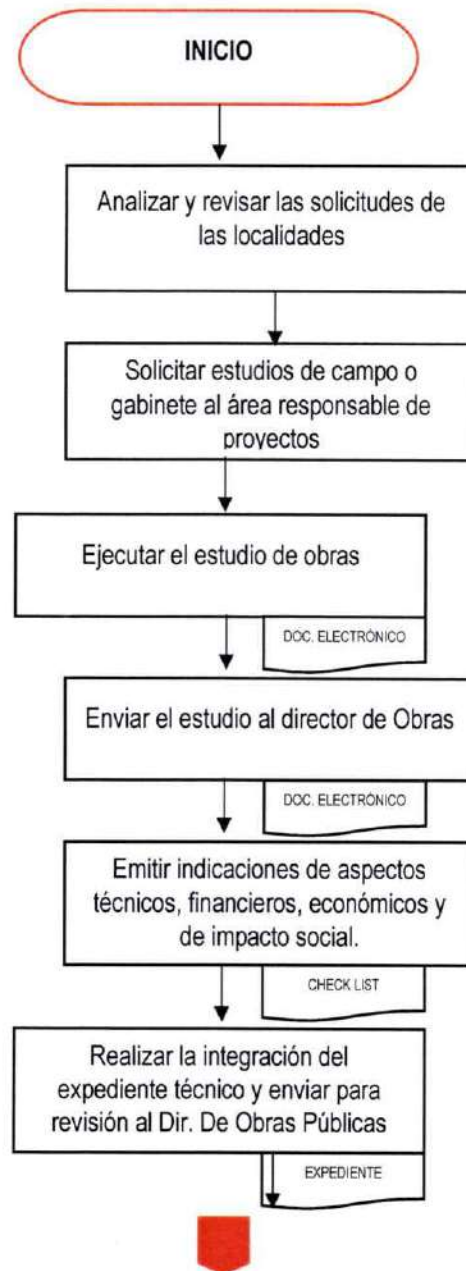 INICIO
Analizar y revisar las solicitudes de
las localidades
Solicitar estudios de campo o
gabinete al área responsable de
proyectos
Ejecutar el estudio de obras
DOC. ELECTRÓNICO
Enviar el estudio al director de Obras
DOC. ELECTRÓNICO
Emitir indicaciones de aspectos
técnicos, financieros, económicos y
de impacto social.
CHECK LIST
Realizar la integración del
expediente técnico y enviar para
revisión al Dir. De Obras Públicas
EXPEDIENTE